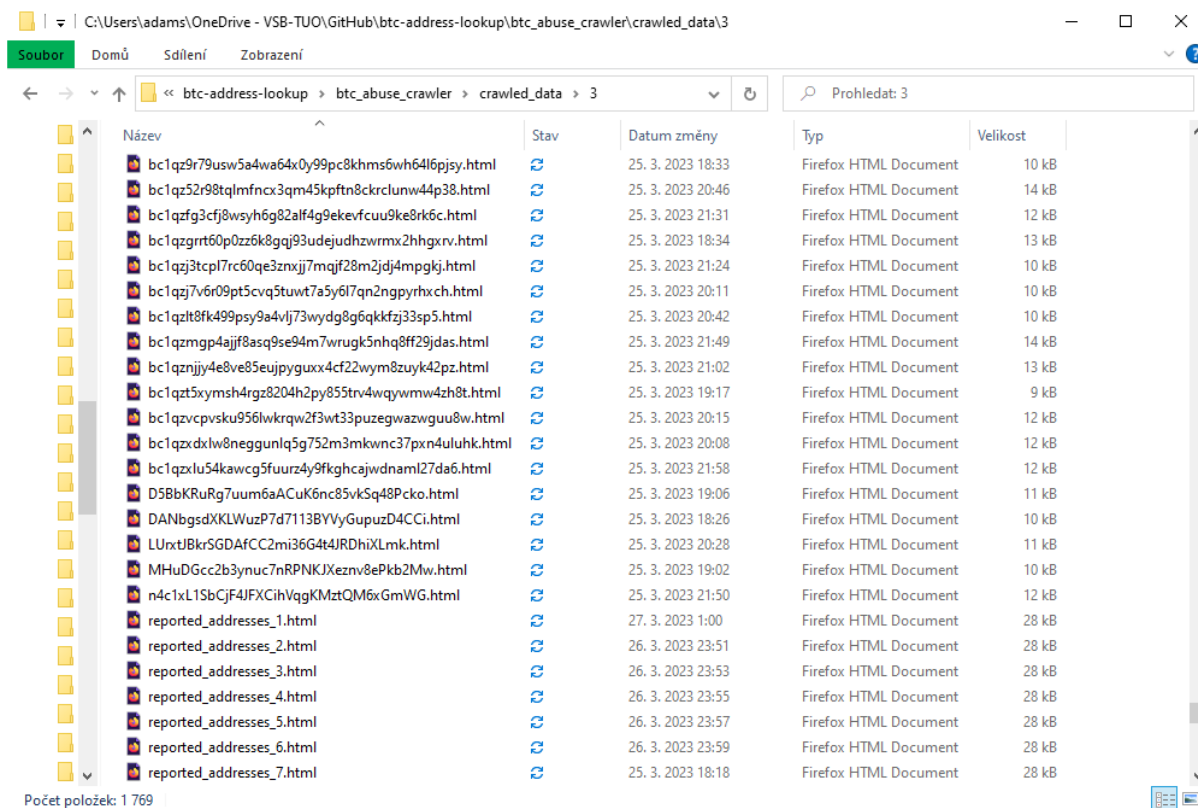 C:\Users\adams\OneDrive - VSB-TUO\GitHub\btc-address-lookup\btc_abuse_crawler\crawled_data\3
Soubor Domů Sdílení Zobrazení
« btc-address-lookup › btc_abuse_crawler › crawled_data › 3 Prohledat: 3
Název Stav Datum změny Typ Velikost
bc1qz9r79usw5a4wa64x0y99pc8khms6wh64l6pjsy.html 25. 3. 2023 18:33 Firefox HTML Document 10 kB
bc1qz52r98tqlmfncx3qm45kpftn8ckrclunw44p38.html 25. 3. 2023 20:46 Firefox HTML Document 14 kB
bc1qzfg3cfj8wsyh6g82alf4g9ekevfcuu9ke8rk6c.html 25. 3. 2023 21:31 Firefox HTML Document 12 kB
bc1qzgrrt60p0zz6k8gqj93udejudhzwrmx2hhgxrv.html 25. 3. 2023 18:34 Firefox HTML Document 13 kB
bc1qzj3tcpl7rc60qe3znxjj7mqjf28m2jdj4mpgkj.html 25. 3. 2023 21:24 Firefox HTML Document 10 kB
bc1qzj7v6r09pt5cvq5tuwt7a5y6l7qn2ngpyrhxch.html 25. 3. 2023 20:11 Firefox HTML Document 10 kB
bc1qzlt8fk499psy9a4vlj73wydg8g6qkkfzj33sp5.html 25. 3. 2023 20:42 Firefox HTML Document 10 kB
bc1qzmgp4ajjf8asq9se94m7wrugk5nhq8ff29jdas.html 25. 3. 2023 21:49 Firefox HTML Document 14 kB
bc1qznjjy4e8ve85eujpyguxx4cf22wym8zuyk42pz.html 25. 3. 2023 21:02 Firefox HTML Document 13 kB
bc1qzt5xymsh4rgz8204h2py855trv4wqywmw4zh8t.html 25. 3. 2023 19:17 Firefox HTML Document 9 kB
bc1qzvcpvsku956lwkrqw2f3wt33puzegwazwguu8w.html 25. 3. 2023 20:15 Firefox HTML Document 12 kB
bc1qzxdxlw8neggunlq5g752m3mkwnc37pxn4uluhk.html 25. 3. 2023 20:08 Firefox HTML Document 12 kB
bc1qzxlu54kawcg5fuurz4y9fkghcajwdnaml27da6.html 25. 3. 2023 21:58 Firefox HTML Document 12 kB
D5BbKRuRg7uum6aACuK6nc85vkSq48Pcko.html 25. 3. 2023 19:06 Firefox HTML Document 11 kB
DANbgsdXKLWuzP7d7113BYVyGupuzD4CCi.html 25. 3. 2023 18:26 Firefox HTML Document 10 kB
LUrxtJBkrSGDAfCC2mi36G4t4JRDhiXLmk.html 25. 3. 2023 20:28 Firefox HTML Document 11 kB
MHuDGcc2b3ynuc7nRPNKJXeznv8ePkb2Mw.html 25. 3. 2023 19:02 Firefox HTML Document 10 kB
n4c1xL1SbCjF4JFXCihVqgKMztQM6xGmWG.html 25. 3. 2023 21:50 Firefox HTML Document 12 kB
reported_addresses_1.html 27. 3. 2023 1:00 Firefox HTML Document 28 kB
reported_addresses_2.html 26. 3. 2023 23:51 Firefox HTML Document 28 kB
reported_addresses_3.html 26. 3. 2023 23:53 Firefox HTML Document 28 kB
reported_addresses_4.html 26. 3. 2023 23:55 Firefox HTML Document 28 kB
reported_addresses_5.html 26. 3. 2023 23:57 Firefox HTML Document 28 kB
reported_addresses_6.html 26. 3. 2023 23:59 Firefox HTML Document 28 kB
reported_addresses_7.html 25. 3. 2023 18:18 Firefox HTML Document 28 kB
Počet položek: 1 769